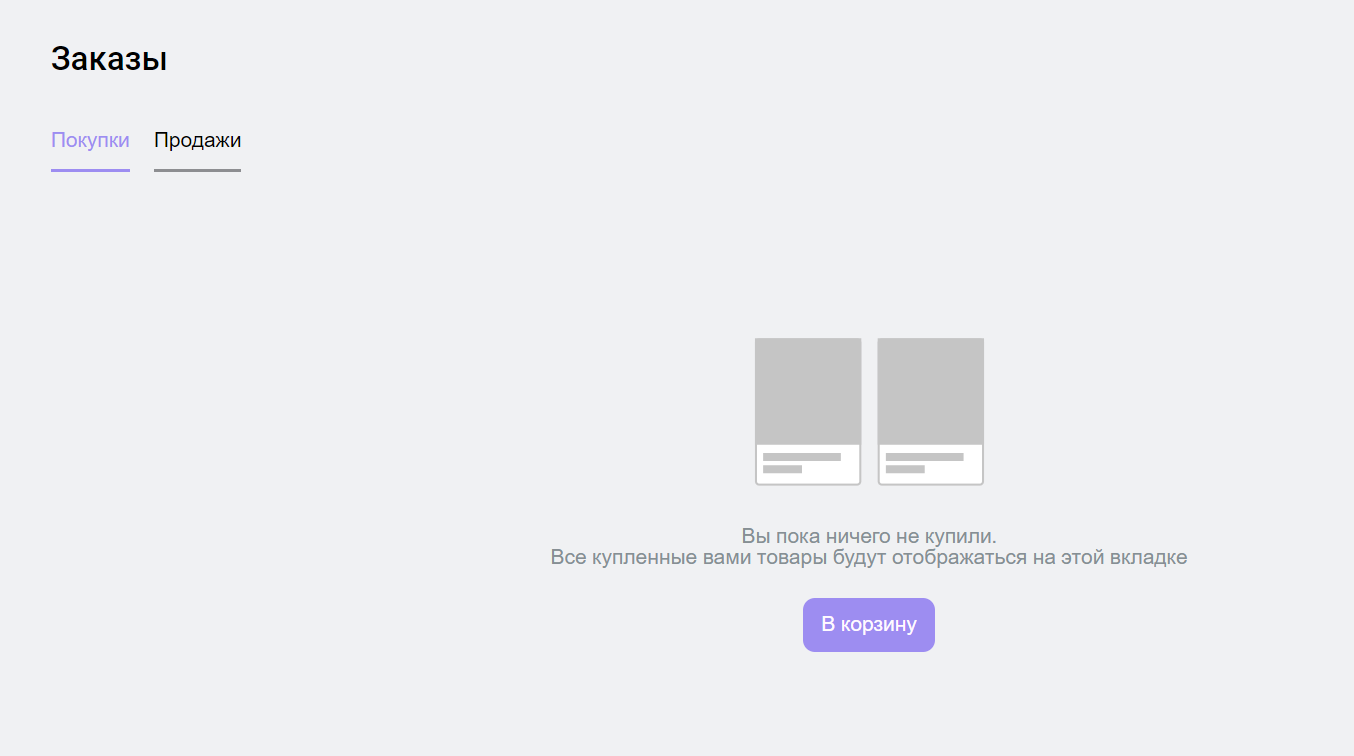 Заказы
Покупки Продажи
Вы пока ничего не купили.
Все купленные вами товары будут отображаться на этой вкладке
В корзину